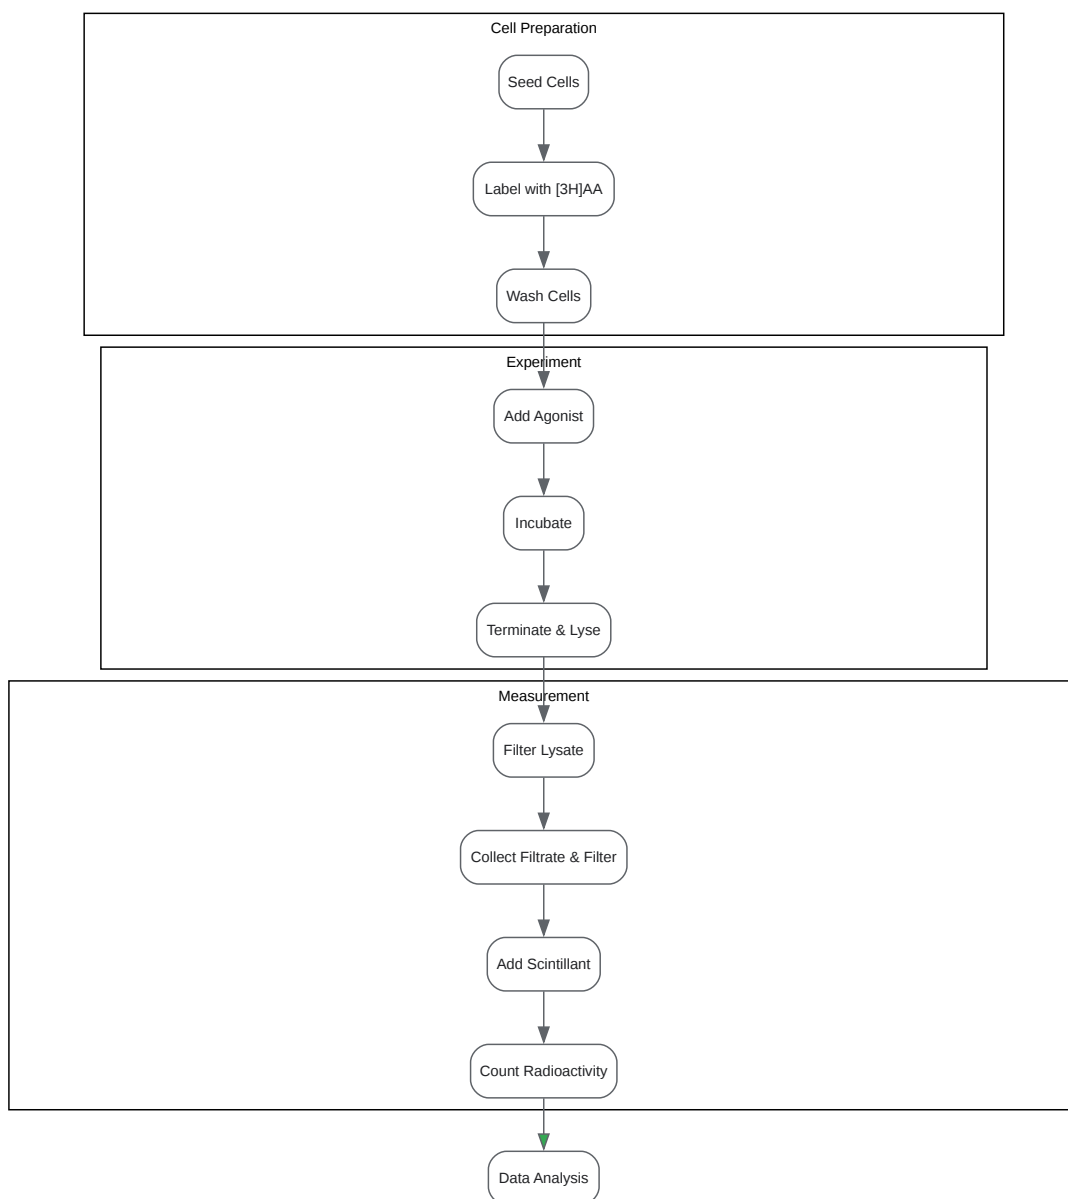 Cell Preparation
Seed Cells
Label with [3H]AA
Wash Cells
Experiment
Add Agonist
Incubate
Terminate & Lyse
Measurement
Filter Lysate
Collect Filtrate & Filter
Add Scintillant
Count Radioactivity
Data Analysis